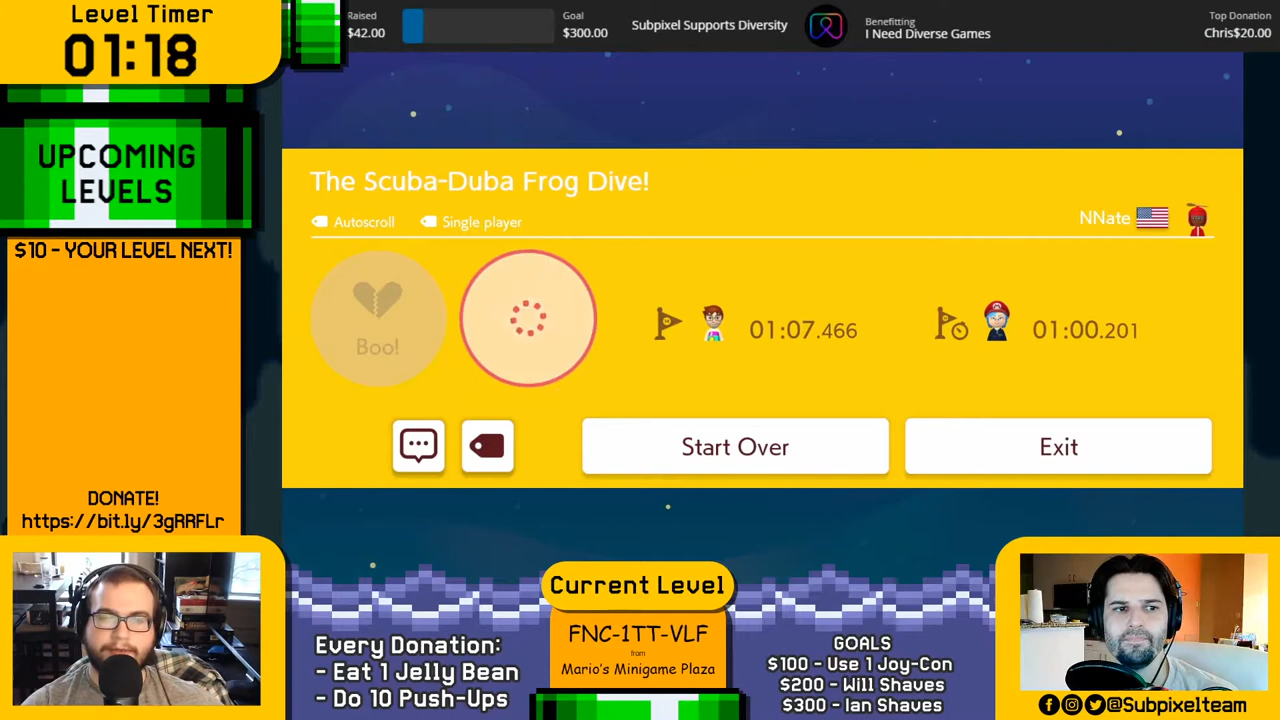 Level Timer
01:18
Raised
$42.00
Goal
$300.00
Subpixel Supports Diversity
Benefitting
I Need Diverse Games
Top Donation
Chris$20.00
UPCOMING
LEVELS
$10 - YOUR LEVEL NEXT!
DONATE!
https://bit.ly/3gRRFLr
The Scuba-Duba Frog Dive!
Autoscroll
Single player
NNate
Boo!
01:07.466
01:00.201
Start Over
Exit
Current Level
FNC-1TT-VLF
from
Mario's Minigame Plaza
Every Donation:
- Eat 1 Jelly Bean
- Do 10 Push-Ups
GOALS
$100 - Use 1 Joy-Con
$200 - Will Shaves
$300 - Ian Shaves
@Subpixelteam